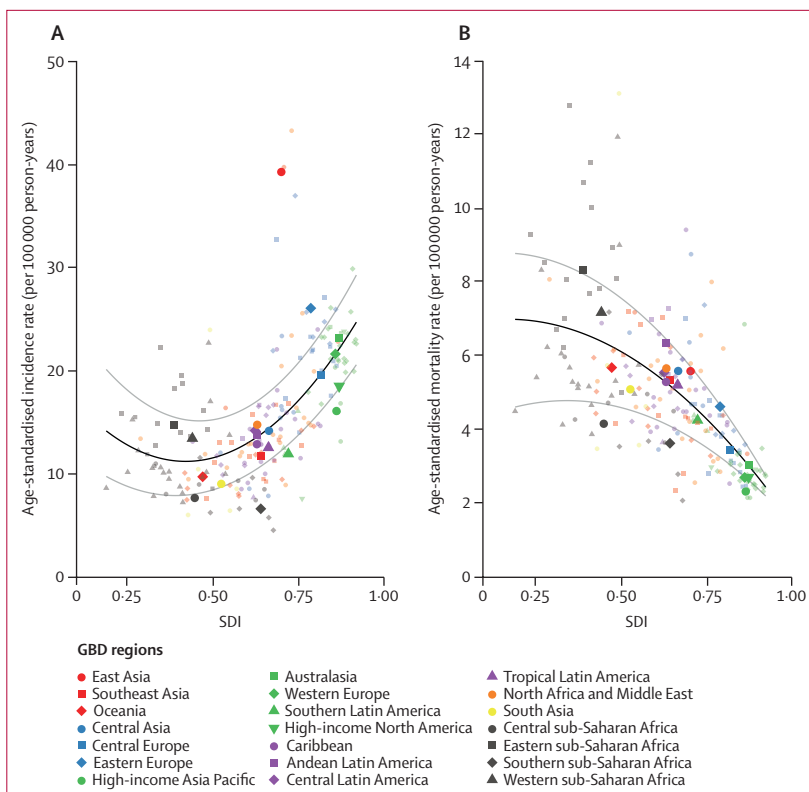 A
B
Age-standardised incidence rate (per 100 000 person-years)
50
40
30
20
10
0
0
0·25
0·50
0·75
1·00
SDI
Age-standardised mortality rate (per 100 000 person-years)
14
12
10
8
6
4
2
0
0
0·25
0·50
0·75
1·00
SDI
GBD regions
East Asia
Southeast Asia
Oceania
Central Asia
Central Europe
Eastern Europe
High-income Asia Pacific
Australasia
Western Europe
Southern Latin America
High-income North America
Caribbean
Andean Latin America
Central Latin America
Tropical Latin America
North Africa and Middle East
South Asia
Central sub-Saharan Africa
Eastern sub-Saharan Africa
Southern sub-Saharan Africa
Western sub-Saharan Africa